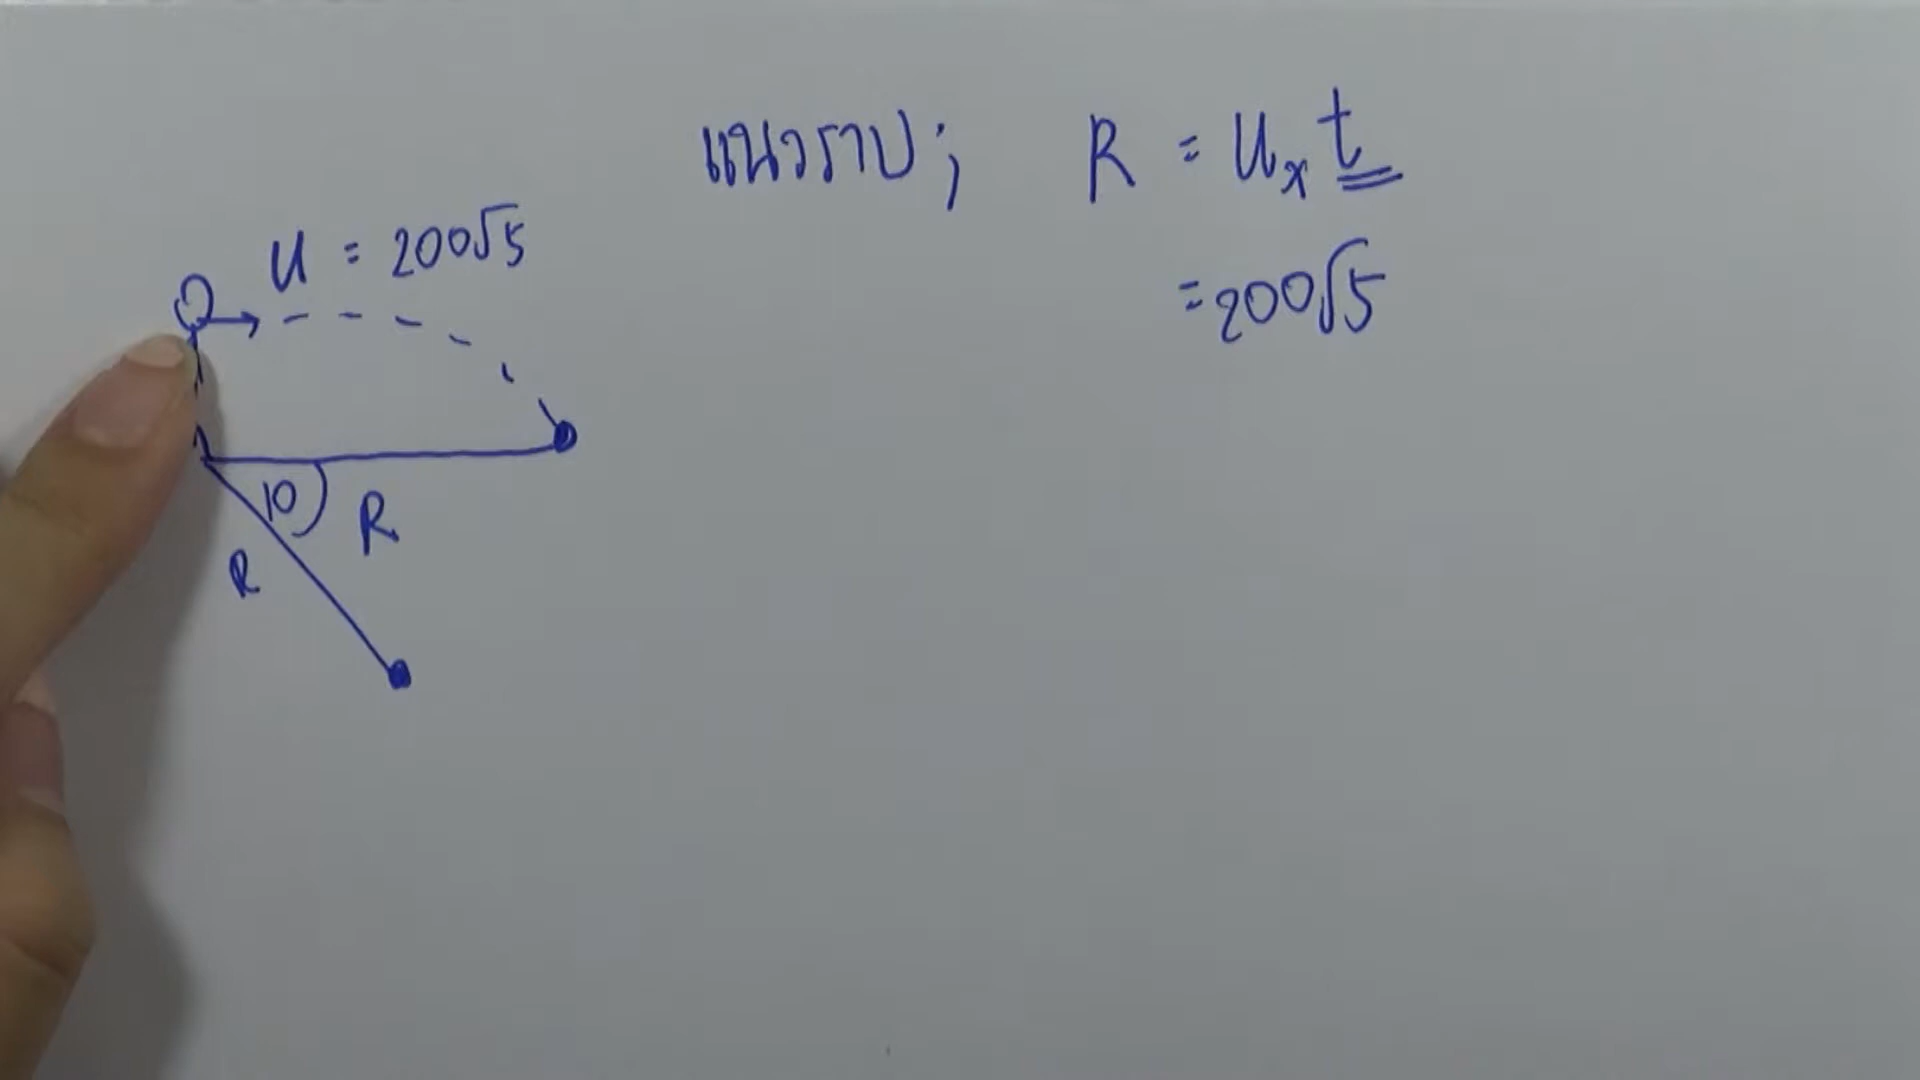 แนวราบ ; R = uₓ t
= 200√5
u = 200√5
10
R
R